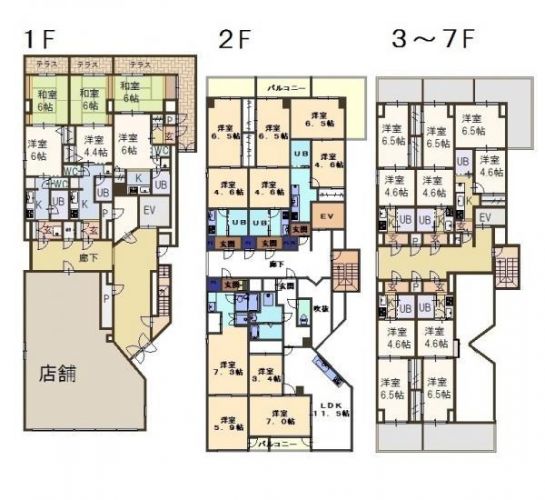 1F
2F
3～7F
テラス
テラス
テラス
和室
6帖
和室
6帖
和室
6帖
洋室
6帖
洋室
4.4帖
洋室
6帖
WC
WC
WC
K
UB
K
UB
K
UB
EV
P
P
玄
玄
玄
廊下
P
店舗
バルコニー
洋室
6.5帖
洋室
6.5帖
洋室
6.5帖
洋室
4.6帖
洋室
4.6帖
洋室
4.6帖
UB
UB
UB
EV
玄関
玄関
廊下
玄関
玄関
吹抜
洋室
7.3帖
洋室
3.4帖
洋室
5.9帖
洋室
7.0帖
LDK
11.5帖
バルコニー
洋室
6.5帖
洋室
6.5帖
洋室
6.5帖
洋室
4.6帖
洋室
4.6帖
洋室
4.6帖
UB
K
UB
UB
EV
玄
P
P
玄
玄
廊下
玄
P
P
玄
UB
UB
洋室
4.6帖
洋室
4.6帖
洋室
6.5帖
洋室
6.5帖